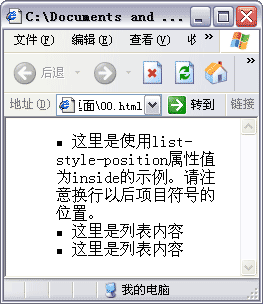 C:\Documents and ...
文件(F) 编辑(E) 查看(V) »
后退 »
地址(D) 面\00.html 转到 链接
这里是使用list-
style-position属性值
为inside的示例。请注
意换行以后项目符号的
位置。
这里是列表内容
这里是列表内容
我的电脑